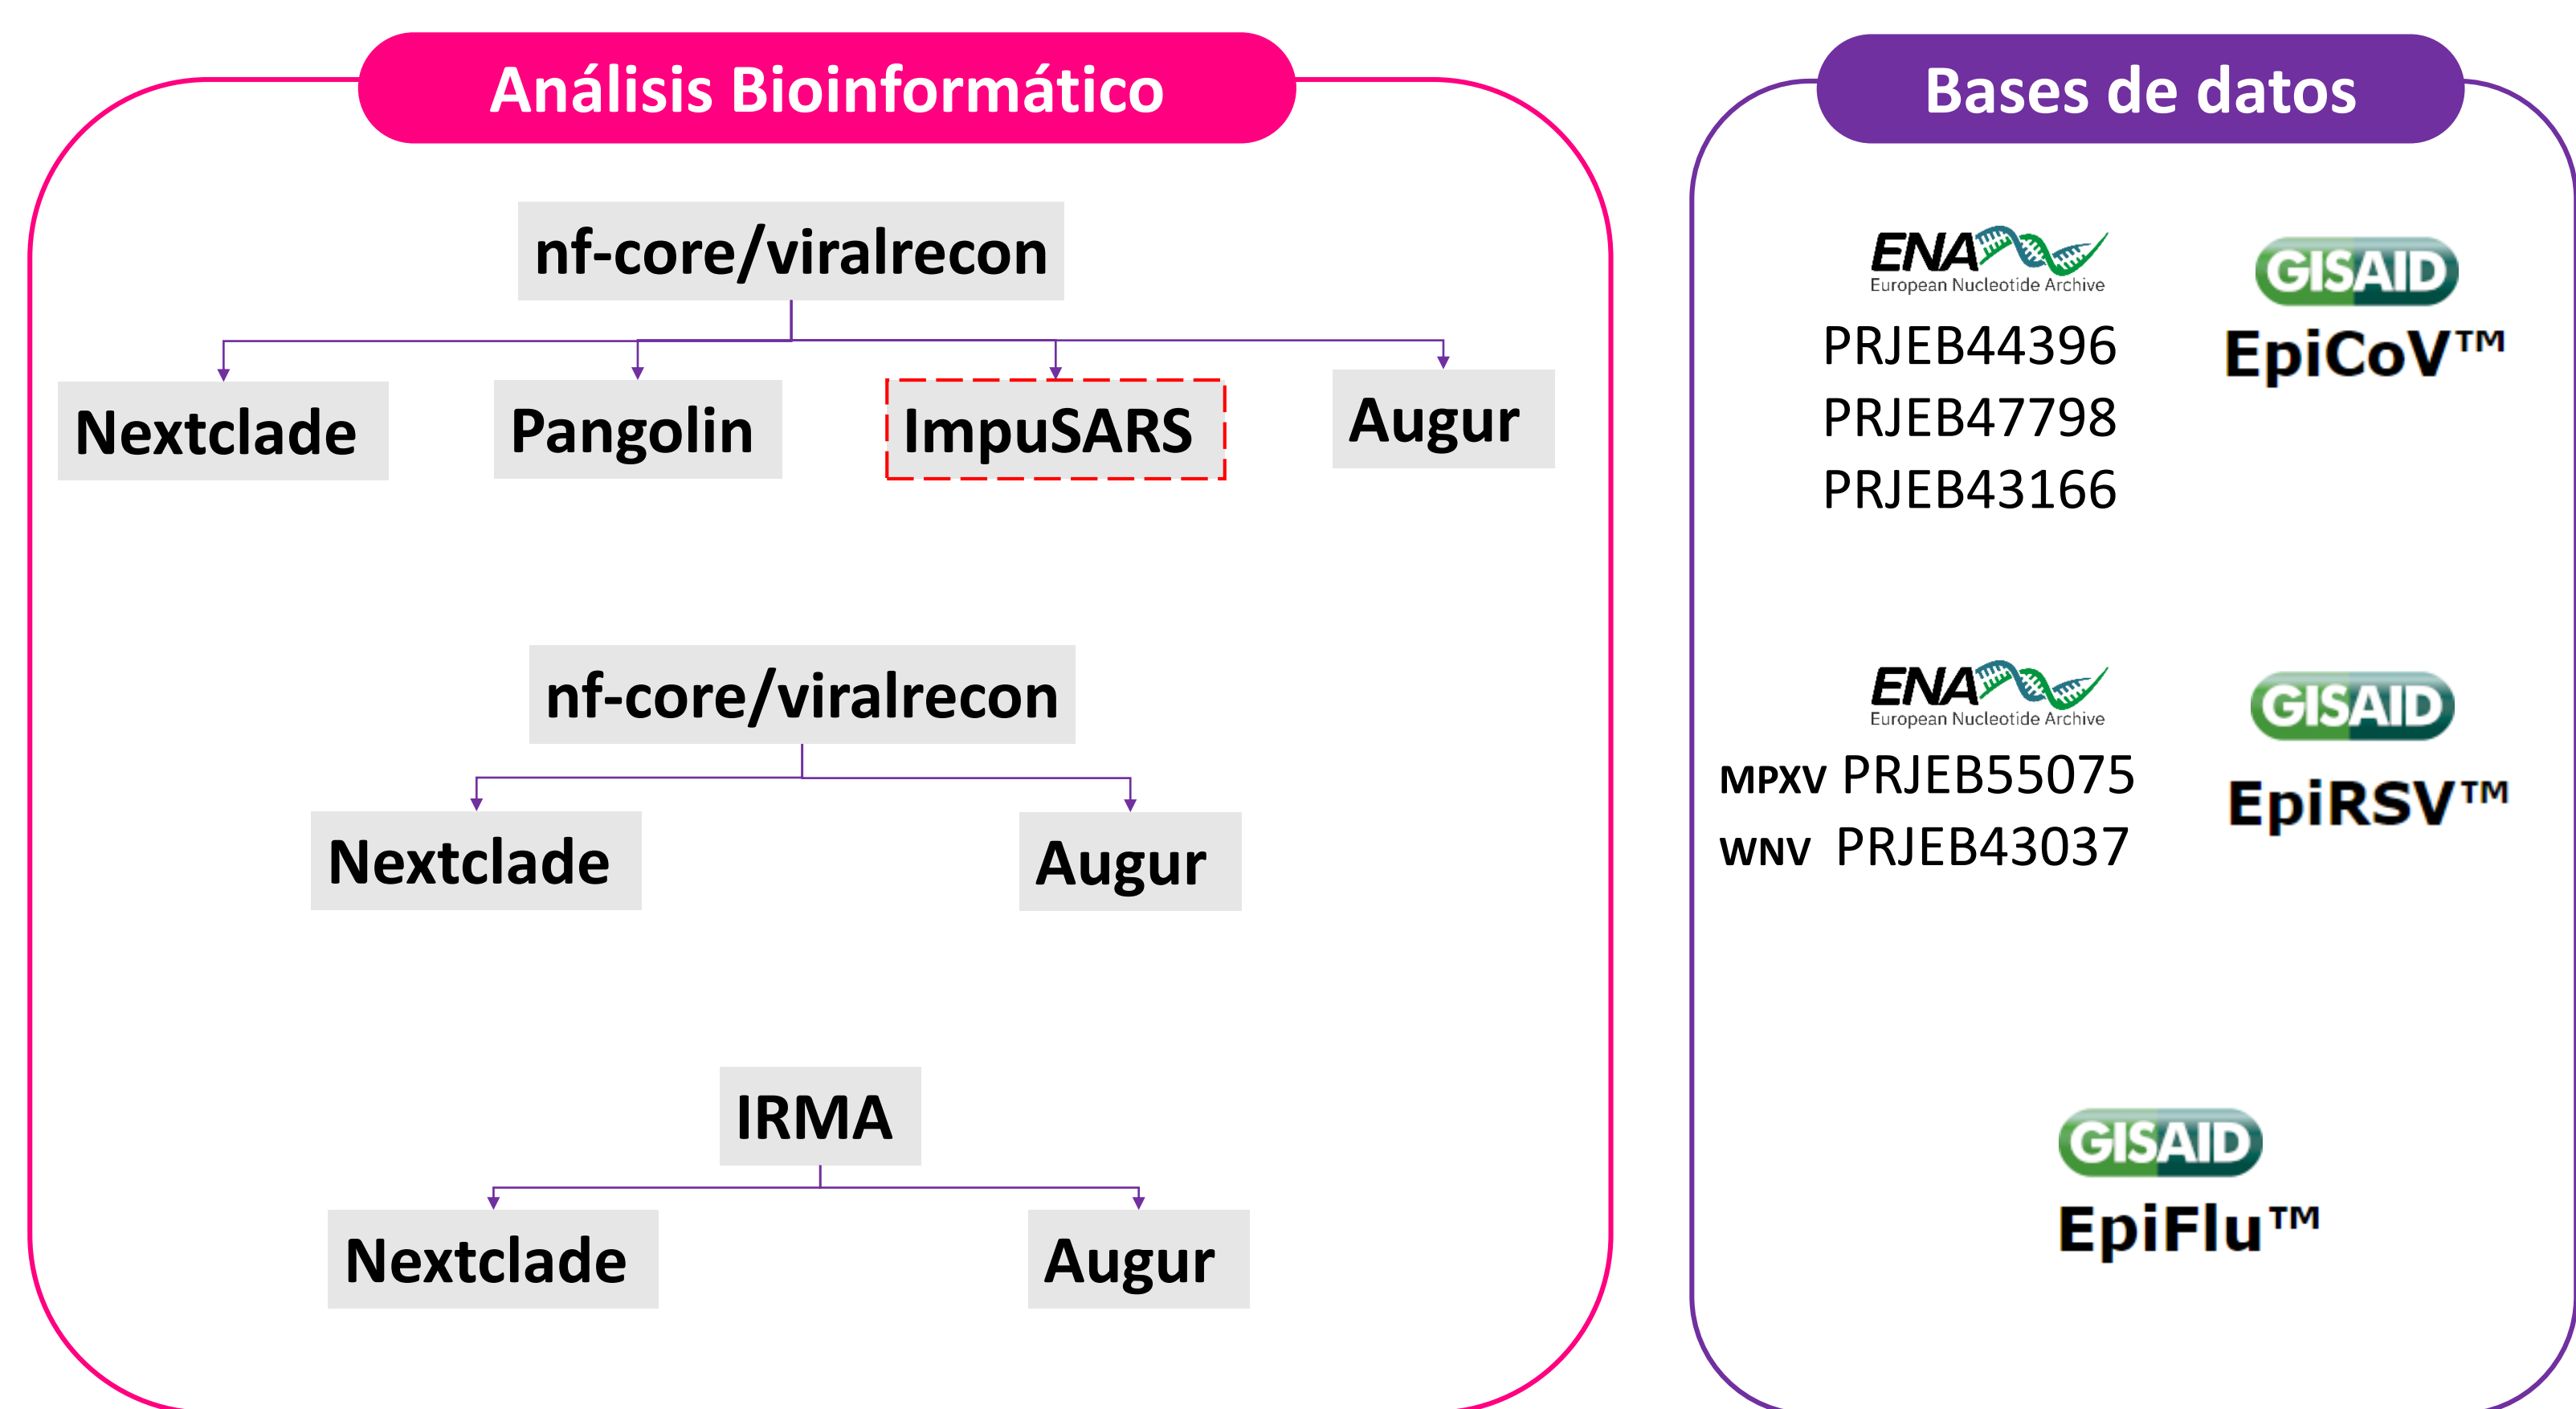 Análisis Bioinformático
nf-core/viralrecon
Nextclade
Pangolin
ImpuSARS
Augur
nf-core/viralrecon
Nextclade
Augur
IRMA
Nextclade
Augur
Bases de datos
ENA
European Nucleotide Archive
PRJEB44396
PRJEB47798
PRJEB43166
GISAID
EpiCoV™
ENA
European Nucleotide Archive
MPXV PRJEB55075
WNV PRJEB43037
GISAID
EpiRSV™
GISAID
EpiFlu™